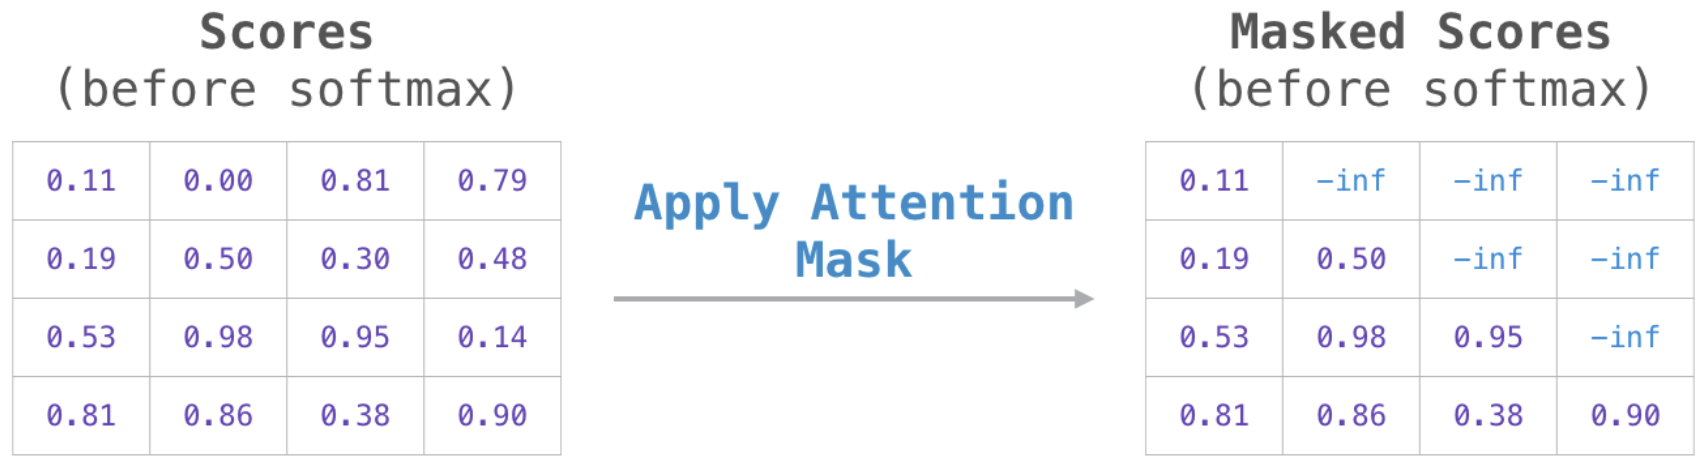 Scores
(before softmax)
0.11 0.00 0.81 0.79
0.19 0.50 0.30 0.48
0.53 0.98 0.95 0.14
0.81 0.86 0.38 0.90
Apply Attention
Mask
Masked Scores
(before softmax)
0.11 -inf -inf -inf
0.19 0.50 -inf -inf
0.53 0.98 0.95 -inf
0.81 0.86 0.38 0.90